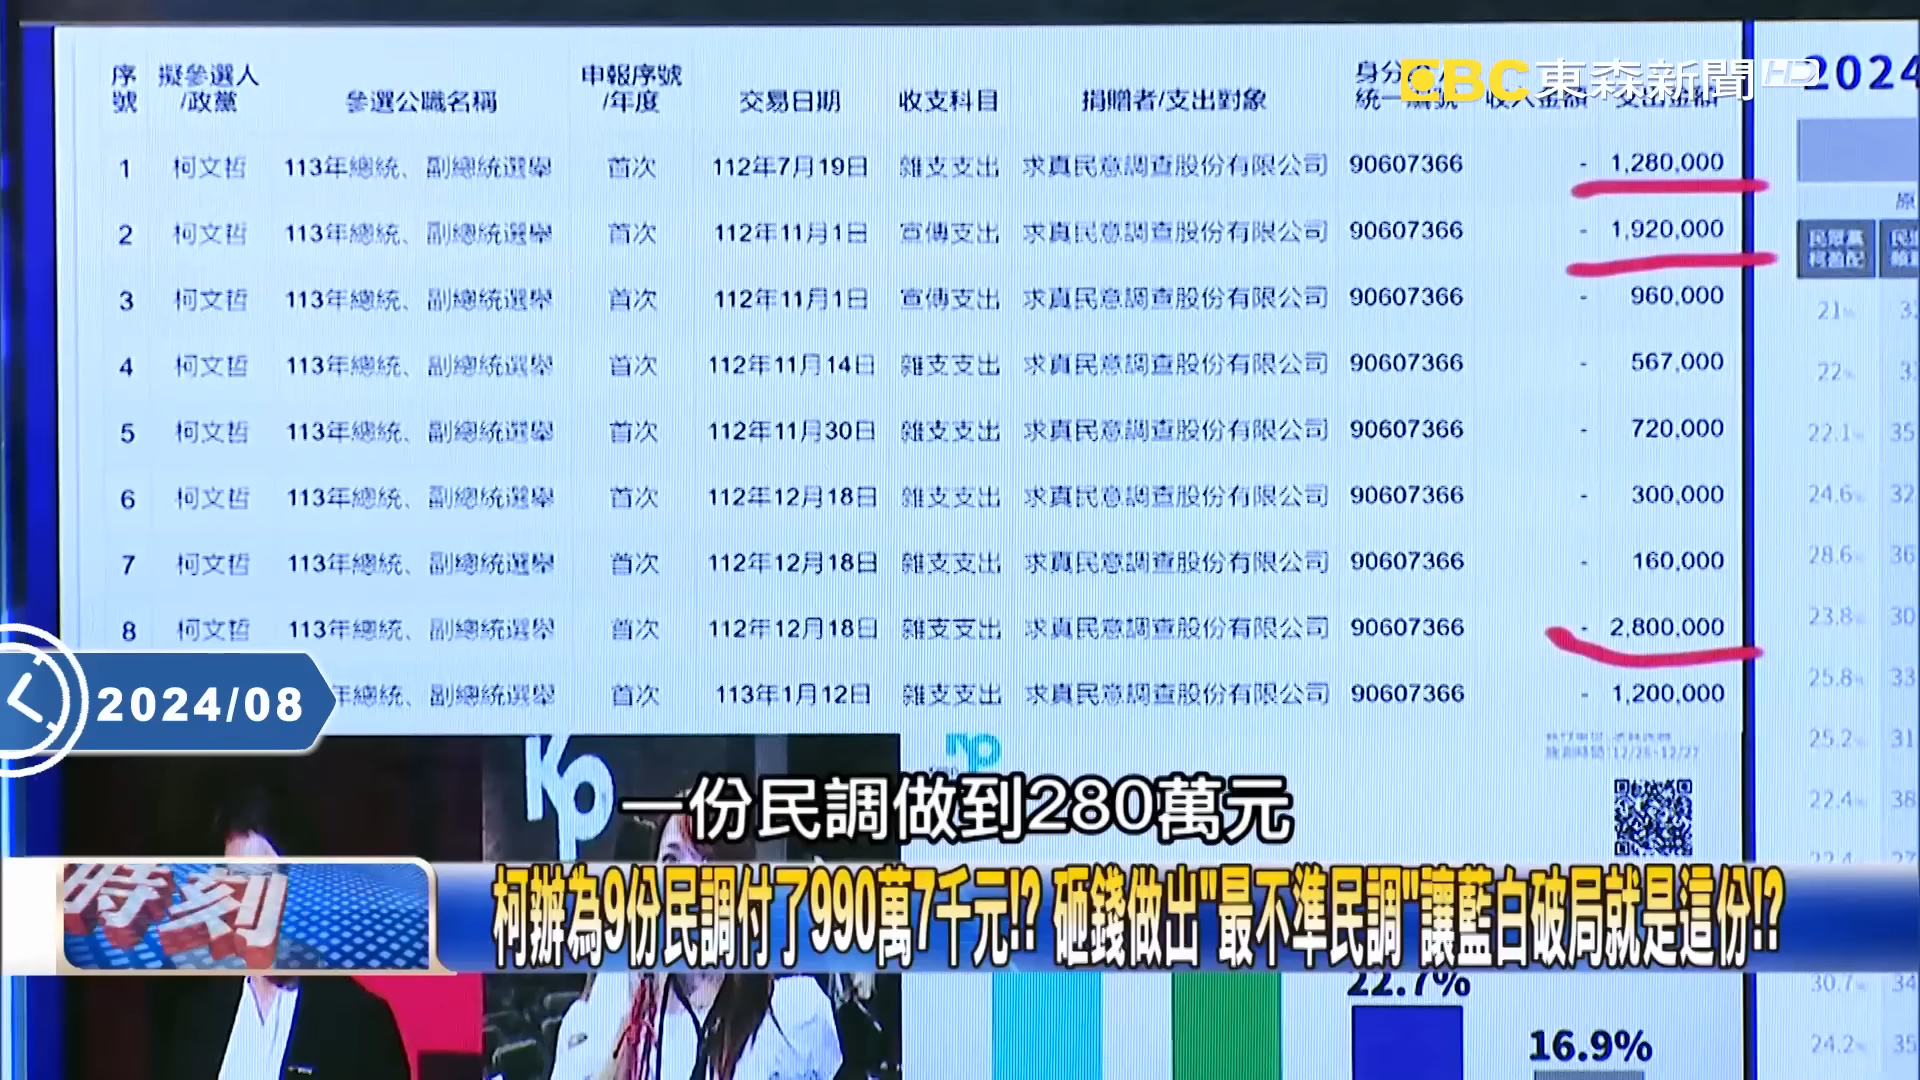 EBC 東森新聞 HD
2024
序號 擬參選人/政黨 參選公職名稱 申報序號/年度 交易日期 收支科目 捐贈者/支出對象 收入金額 支出金額
1 柯文哲 113年總統、副總統選舉 首次 112年7月19日 雜支支出 求真民意調查股份有限公司 90607366 - 1,280,000
2 柯文哲 113年總統、副總統選舉 首次 112年11月1日 宣傳支出 求真民意調查股份有限公司 90607366 - 1,920,000
3 柯文哲 113年總統、副總統選舉 首次 112年11月1日 宣傳支出 求真民意調查股份有限公司 90607366 - 960,000
4 柯文哲 113年總統、副總統選舉 首次 112年11月14日 雜支支出 求真民意調查股份有限公司 90607366 - 567,000
5 柯文哲 113年總統、副總統選舉 首次 112年11月30日 雜支支出 求真民意調查股份有限公司 90607366 - 720,000
6 柯文哲 113年總統、副總統選舉 首次 112年12月18日 雜支支出 求真民意調查股份有限公司 90607366 - 300,000
7 柯文哲 113年總統、副總統選舉 首次 112年12月18日 雜支支出 求真民意調查股份有限公司 90607366 - 160,000
8 柯文哲 113年總統、副總統選舉 首次 112年12月18日 雜支支出 求真民意調查股份有限公司 90607366 - 2,800,000
年總統、副總統選舉 首次 113年1月12日 雜支支出 求真民意調查股份有限公司 90607366 - 1,200,000
2024/08
21%
22%
22.1%
24.6%
28.6%
23.8%
25.8%
25.2%
22.4%
30.7%
24.2%
KP
一份民調做到280萬元
時刻
柯辦為9份民調付了990萬7千元!? 砸錢做出"最不準民調"讓藍白破局就是這份!?
22.7%
16.9%